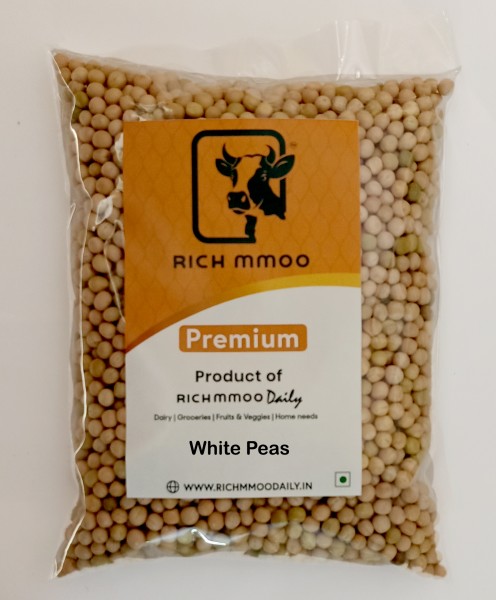 RICH mmoo
Premium
Product of
RICHmmoo Daily
Dairy | Groceries | Fruits & Veggies | Home needs
White Peas
WWW.RICHMMOODAILY.IN